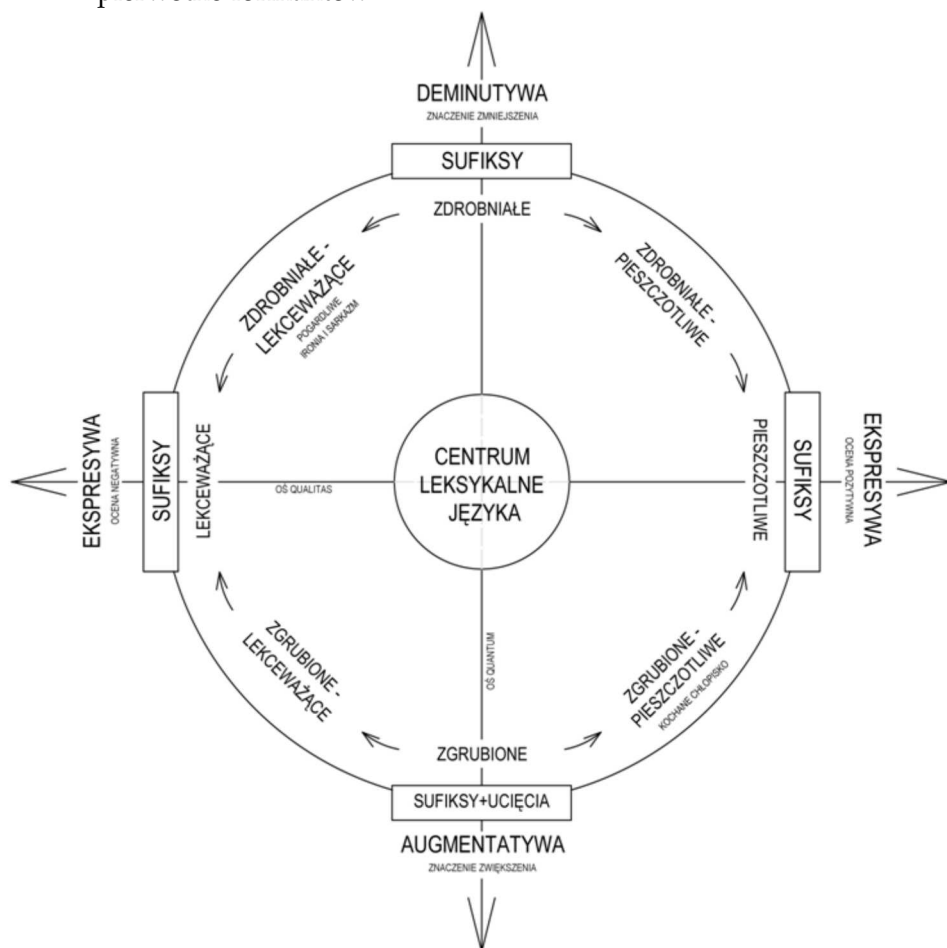 DEMINUTYWA
ZNACZENIE ZMNIEJSZENIA
SUFIKSY
ZDROBNIAŁE
ZDROBNIAŁE -
LEKCEWAŻĄCE
POGARDLIWE
IRONIA I SARKAZM
ZDROBNIAŁE -
PIESZCZOTLIWE
EKSPRESYWA
OCENA NEGATYWNA
SUFIKSY
LEKCEWAŻĄCE
OŚ QUALITAS
CENTRUM
LEKSYKALNE
JĘZYKA
PIESZCZOTLIWE
SUFIKSY
OCENA POZYTYWNA
EKSPRESYWA
ZGRUBIONE -
LEKCEWAŻĄCE
OŚ QUANTUM
ZGRUBIONE -
PIESZCZOTLIWE
KOCHANE CHŁOPISKO
ZGRUBIONE
SUFIKSY+UCIĘCIA
AUGMENTATYWA
ZNACZENIE ZWIĘKSZENIA